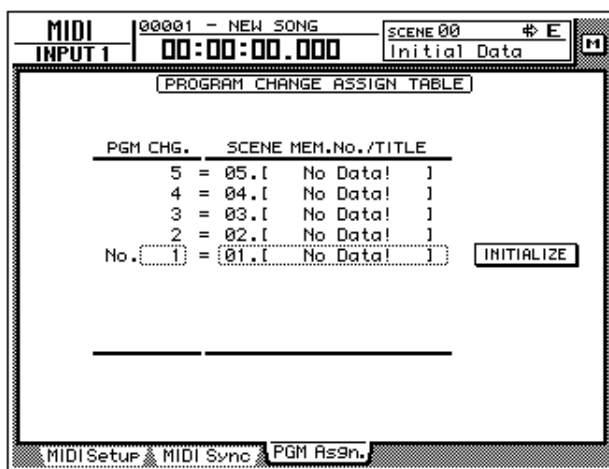 MIDI
INPUT 1
00001 - NEW SONG
00:00:00.000
SCENE 00 E
Initial Data
M
PROGRAM CHANGE ASSIGN TABLE
PGM CHG. SCENE MEM.No./TITLE
5 = 05.[ No Data! ]
4 = 04.[ No Data! ]
3 = 03.[ No Data! ]
2 = 02.[ No Data! ]
No. 1 = 01.[ No Data! ] INITIALIZE
MIDI Setup MIDI Sync PGM Asgn.